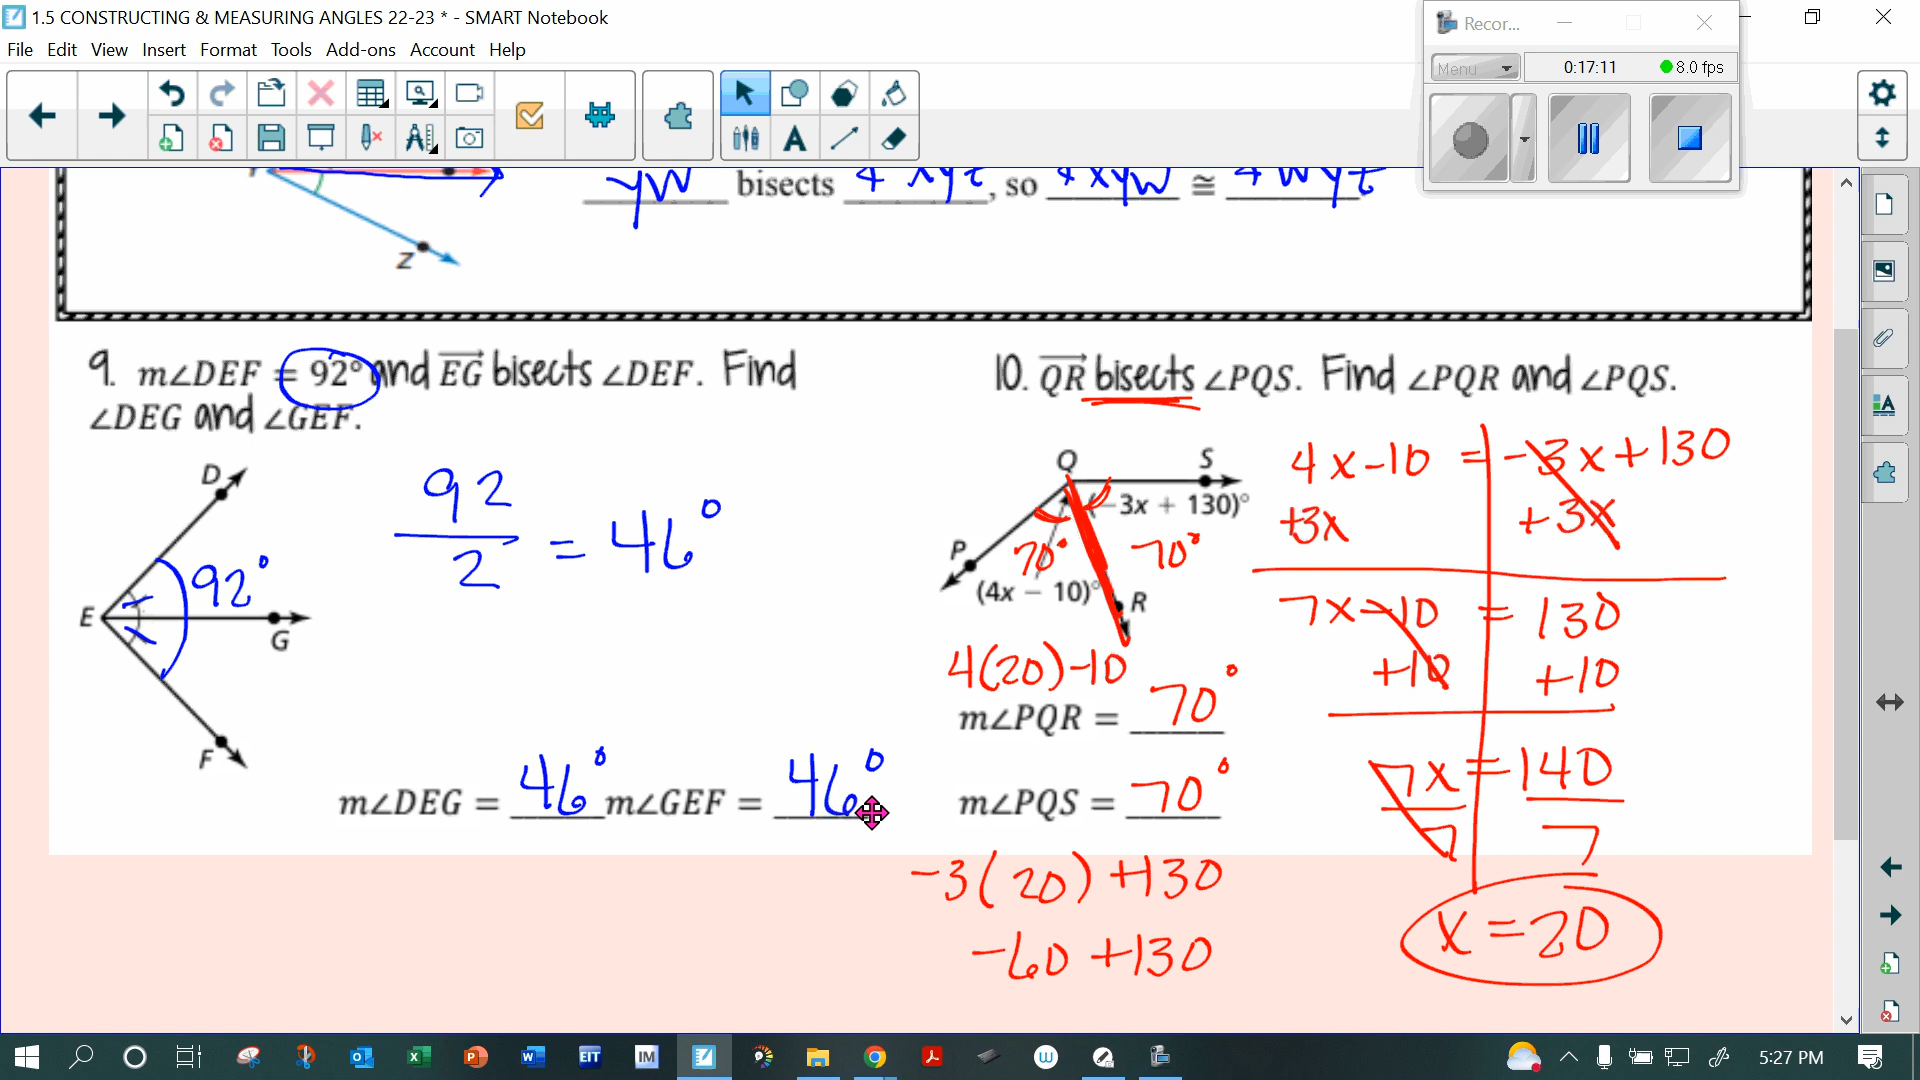 1.5 CONSTRUCTING & MEASURING ANGLES 22-23 * - SMART Notebook
File Edit View Insert Format Tools Add-ons Account Help
Recor...
Menu 0:17:11 8.0 fps
YW bisects ∡ XYZ, so ∡XYW ≅ ∡WYZ
Z
9. m∠DEF = 92° and EG bisects ∠DEF. Find
∠DEG and ∠GEF.
D
E
G
F
92°
92
2
= 46°
m∠DEG = 46° m∠GEF = 46°
10. QR bisects ∠PQS. Find ∠PQR and ∠PQS.
Q S
(-3x + 130)°
P 70° 70°
(4x − 10)° R
4(20)-10
m∠PQR = 70°
m∠PQS = 70°
-3(20)+130
-60+130
4x-10 = -3x+130
+3x +3x
7x-10 = 130
+10 +10
7x=140
7 7
x=20
5:27 PM